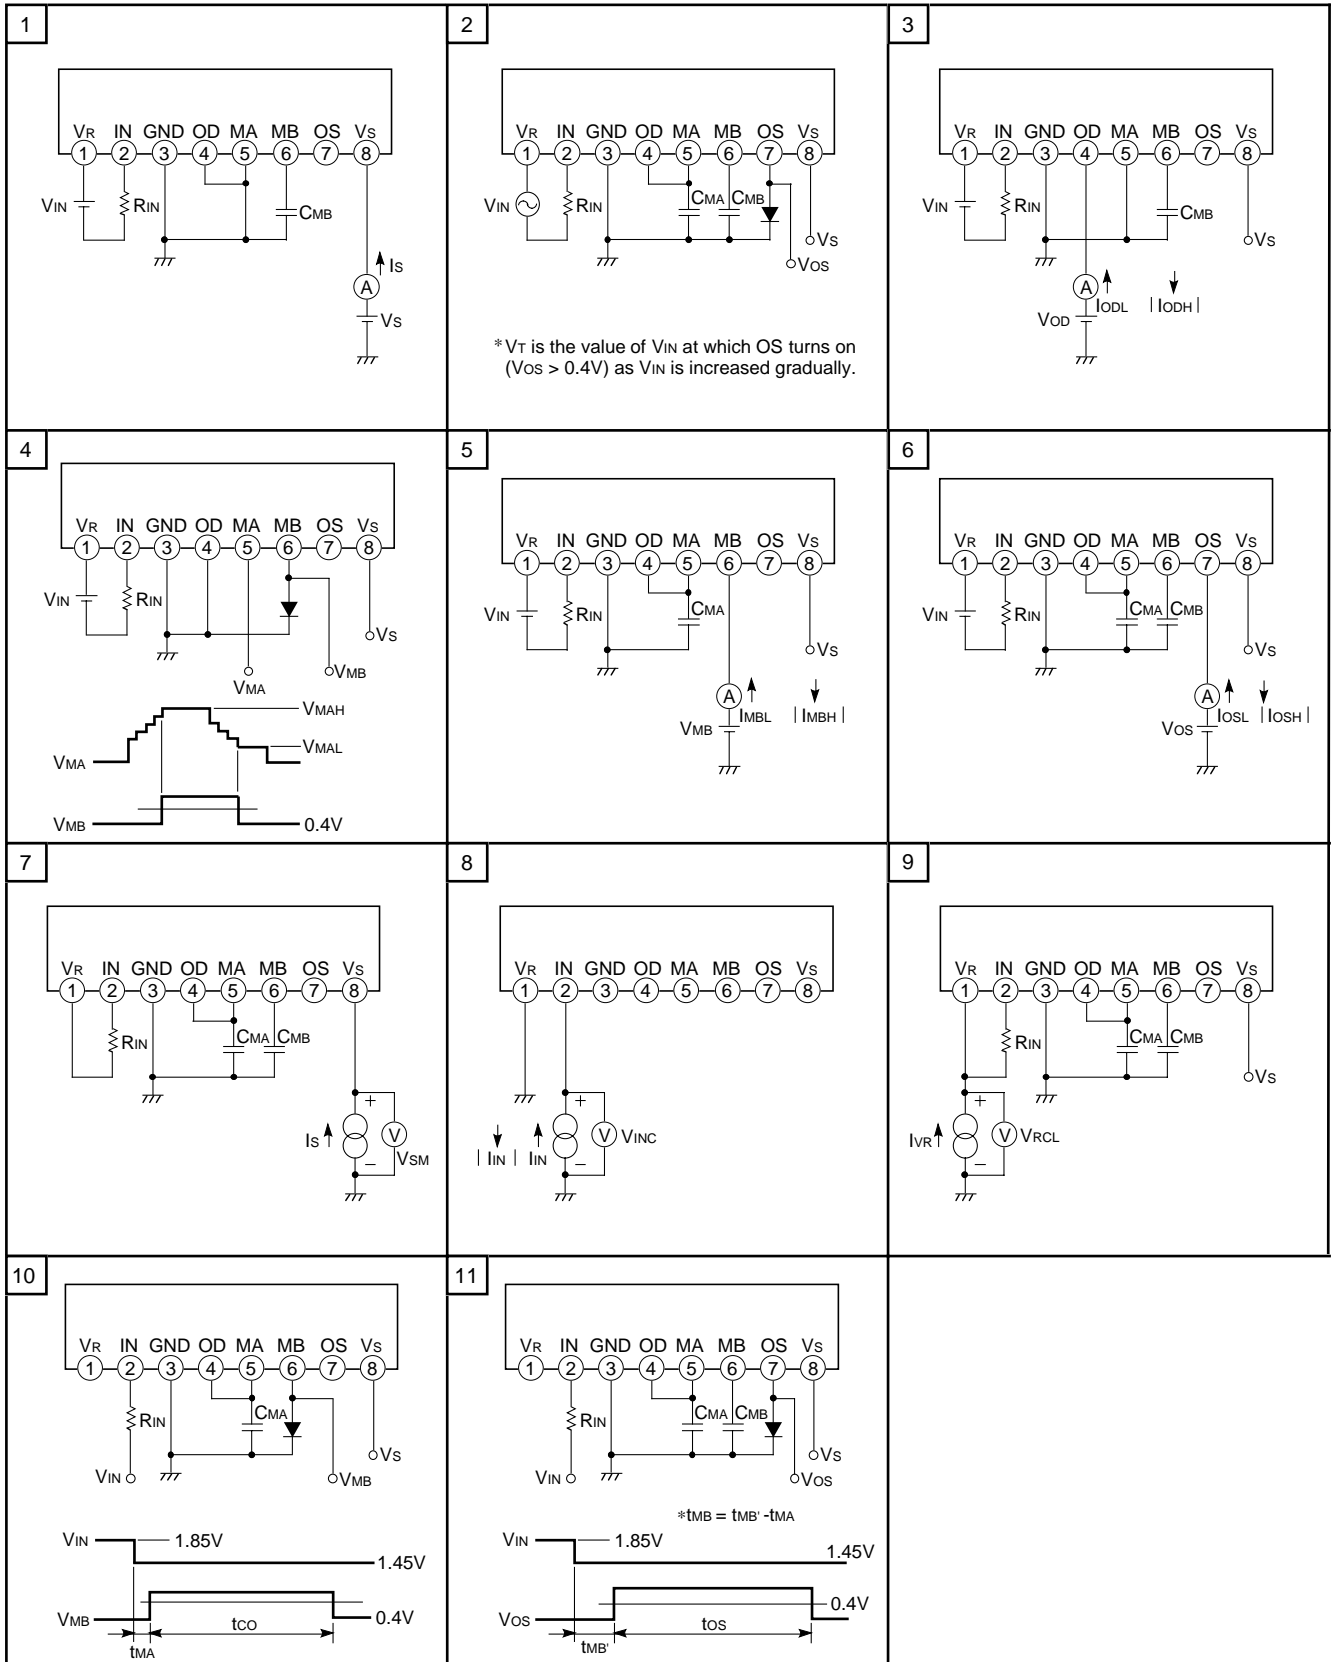 1
VR IN GND OD MA MB OS VS
1 2 3 4 5 6 7 8
VIN RIN CMB
IS
A
VS
2
VR IN GND OD MA MB OS VS
1 2 3 4 5 6 7 8
VIN RIN CMA CMB
VS
VOS
*VT is the value of VIN at which OS turns on
(VOS > 0.4V) as VIN is increased gradually.
3
VR IN GND OD MA MB OS VS
1 2 3 4 5 6 7 8
VIN RIN CMB
VS
A IODL | IODH |
VOD
4
VR IN GND OD MA MB OS VS
1 2 3 4 5 6 7 8
VIN RIN
VS
VMA VMB
VMAH
VMAL
VMA
VMB 0.4V
5
VR IN GND OD MA MB OS VS
1 2 3 4 5 6 7 8
VIN RIN CMA
VS
A IMBL | IMBH |
VMB
6
VR IN GND OD MA MB OS VS
1 2 3 4 5 6 7 8
VIN RIN CMA CMB
VS
A IOSL | IOSH |
VOS
7
VR IN GND OD MA MB OS VS
1 2 3 4 5 6 7 8
RIN CMA CMB
+
IS V
VSM
−
8
VR IN GND OD MA MB OS VS
1 2 3 4 5 6 7 8
+
| IIN | IIN V VINC
−
9
VR IN GND OD MA MB OS VS
1 2 3 4 5 6 7 8
RIN CMA CMB
VS
+
IVR V VRCL
−
10
VR IN GND OD MA MB OS VS
1 2 3 4 5 6 7 8
RIN CMA
VS
VIN VMB
VIN 1.85V
1.45V
VMB 0.4V
tCO
tMA
11
VR IN GND OD MA MB OS VS
1 2 3 4 5 6 7 8
RIN CMA CMB
VS
VIN VOS
*tMB = tMB' -tMA
VIN 1.85V
1.45V
0.4V
VOS
tOS
tMB'